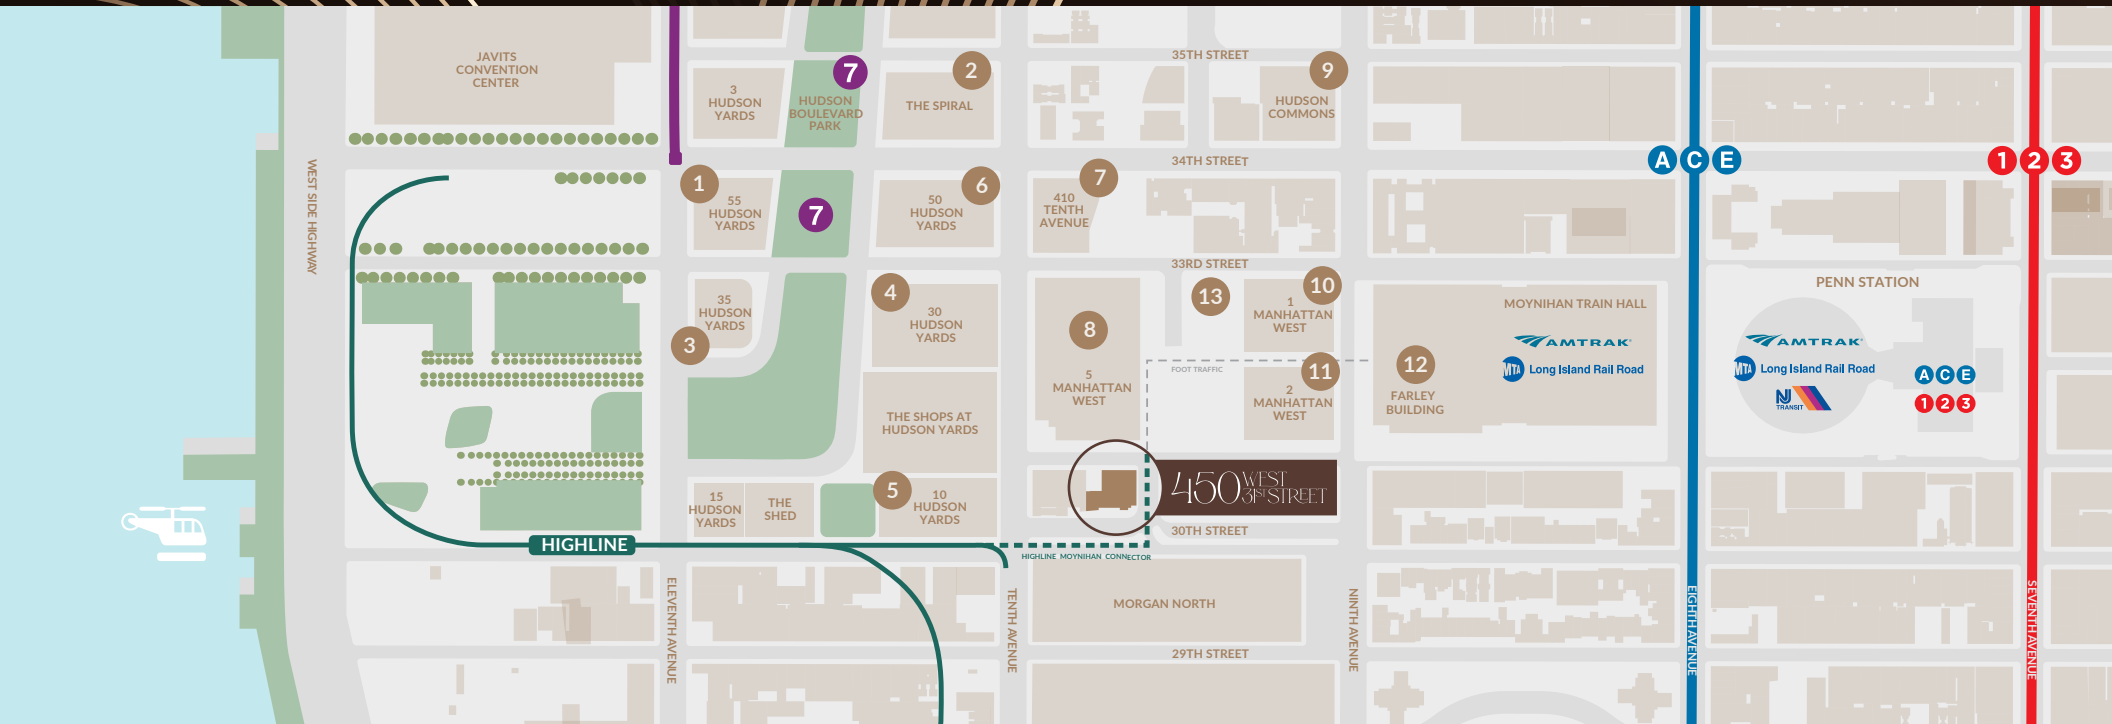 JAVITS
CONVENTION
CENTER
3
HUDSON
YARDS
7
HUDSON
BOULEVARD
PARK
2
THE SPIRAL
35TH STREET
9
HUDSON
COMMONS
WEST SIDE HIGHWAY
1
55
HUDSON
YARDS
7
6
50
HUDSON
YARDS
7
410
TENTH
AVENUE
34TH STREET
A C E
1 2 3
33RD STREET
35
HUDSON
YARDS
3
4
30
HUDSON
YARDS
8
5
MANHATTAN
WEST
13
10
1
MANHATTAN
WEST
FOOT TRAFFIC
11
2
MANHATTAN
WEST
12
FARLEY
BUILDING
MOYNIHAN TRAIN HALL
AMTRAK
MTA Long Island Rail Road
PENN STATION
AMTRAK
MTA Long Island Rail Road
NJ
TRANSIT
A C E
1 2 3
THE SHOPS AT
HUDSON YARDS
15
HUDSON
YARDS
THE
SHED
5
10
HUDSON
YARDS
450 WEST
31ST STREET
30TH STREET
HIGHLINE
HIGHLINE MOYNIHAN CONNECTOR
ELEVENTH AVENUE
TENTH AVENUE
MORGAN NORTH
NINTH AVENUE
EIGHTH AVENUE
SEVENTH AVENUE
29TH STREET